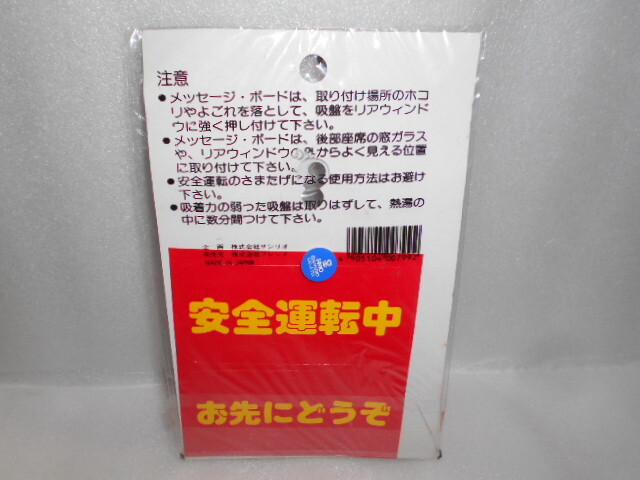 注意
●メッセージ・ボードは、取り付け場所のホコ
リやよごれを落として、吸盤をリアウィンド
ウに強く押し付けて下さい。
●メッセージ・ボードは、後部座席の窓ガラス
や、リアウィンドウの外からよく見える位置
に取り付けて下さい。
●安全運転のさまたげになる使用方法はお避け
下さい。
●吸着力の弱った吸盤は取りはずして、熱湯の
中に数分間つけて下さい。
企画 株式会社サンリオ
安全運転中
お先にどうぞ